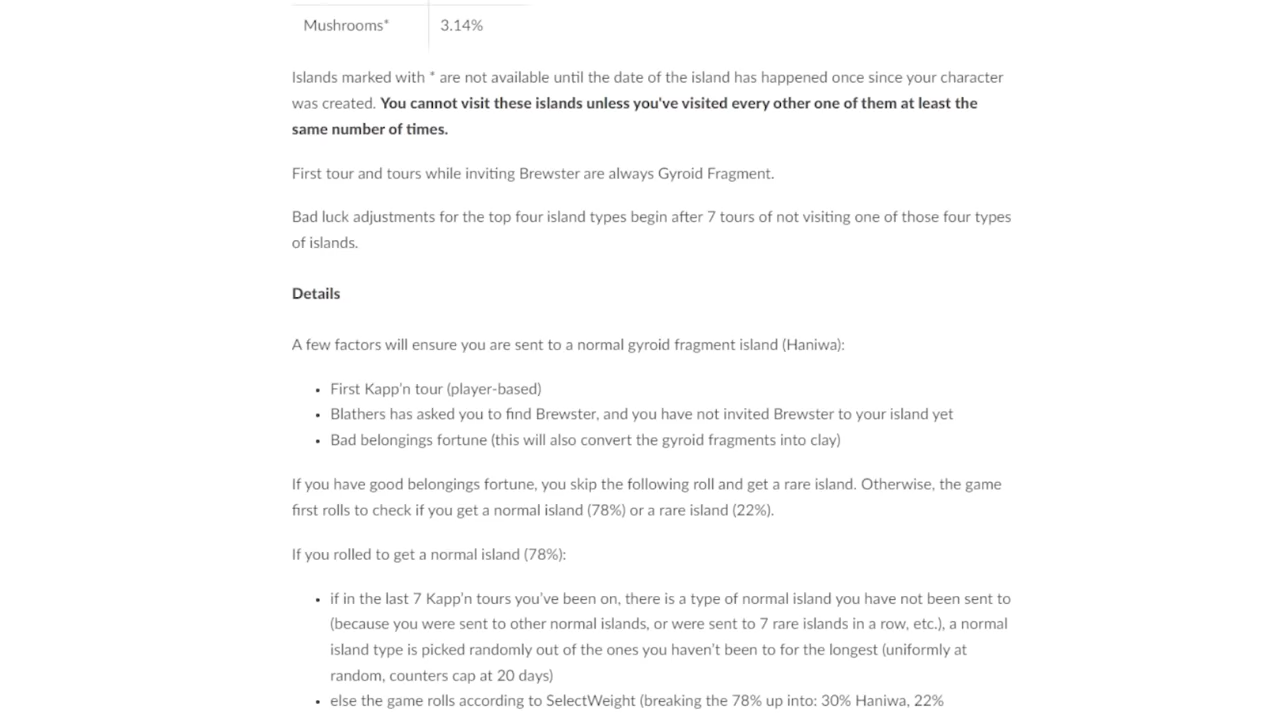 Mushrooms* 3.14%
Islands marked with * are not available until the date of the island has happened once since your character
was created. You cannot visit these islands unless you've visited every other one of them at least the
same number of times.
First tour and tours while inviting Brewster are always Gyroid Fragment.
Bad luck adjustments for the top four island types begin after 7 tours of not visiting one of those four types
of islands.
Details
A few factors will ensure you are sent to a normal gyroid fragment island (Haniwa):
• First Kapp’n tour (player-based)
• Blathers has asked you to find Brewster, and you have not invited Brewster to your island yet
• Bad belongings fortune (this will also convert the gyroid fragments into clay)
If you have good belongings fortune, you skip the following roll and get a rare island. Otherwise, the game
first rolls to check if you get a normal island (78%) or a rare island (22%).
If you rolled to get a normal island (78%):
• if in the last 7 Kapp’n tours you’ve been on, there is a type of normal island you have not been sent to
(because you were sent to other normal islands, or were sent to 7 rare islands in a row, etc.), a normal
island type is picked randomly out of the ones you haven’t been to for the longest (uniformly at
random, counters cap at 20 days)
• else the game rolls according to SelectWeight (breaking the 78% up into: 30% Haniwa, 22%